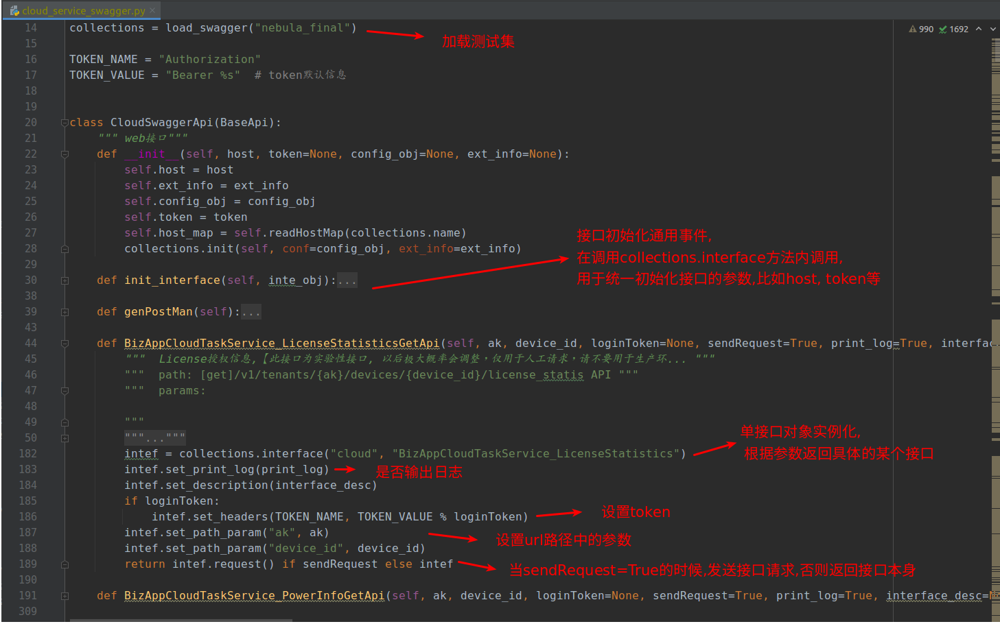 cloud_service_swagger.py
990 1692
14 collections = load_swagger("nebula_final")
加载测试集
15
16 TOKEN_NAME = "Authorization"
17 TOKEN_VALUE = "Bearer %s"  # token默认信息
18
19
20 class CloudSwaggerApi(BaseApi):
21 """ web接口"""
22 def __init__(self, host, token=None, config_obj=None, ext_info=None):
23 self.host = host
24 self.ext_info = ext_info
25 self.config_obj = config_obj
26 self.token = token
27 self.host_map = self.readHostMap(collections.name)
接口初始化通用事件,
28 collections.init(self, conf=config_obj, ext_info=ext_info)
在调用collections.interface方法内调用,
29
用于统一初始化接口的参数,比如host, token等
30 def init_interface(self, inte_obj):...
38
39 def genPostMan(self):...
43
44 def BizAppCloudTaskService_LicenseStatisticsGetApi(self, ak, device_id, loginToken=None, sendRequest=True, print_log=True, interfac
45 """  License授权信息,【此接口为实验性接口, 以后极大概率会调整，仅用于人工请求，请不要用于生产环... """
46 """  path: [get]/v1/tenants/{ak}/devices/{device_id}/license_statis API """
47 """  params:
48
49 """
50 """..."""
单接口对象实例化,
182 intef = collections.interface("cloud", "BizAppCloudTaskService_LicenseStatistics")
根据参数返回具体的某个接口
183 intef.set_print_log(print_log)
是否输出日志
184 intef.set_description(interface_desc)
185 if loginToken:
186 intef.set_headers(TOKEN_NAME, TOKEN_VALUE % loginToken)
设置token
187 intef.set_path_param("ak", ak)
设置url路径中的参数
188 intef.set_path_param("device_id", device_id)
189 return intef.request() if sendRequest else intef
当sendRequest=True的时候,发送接口请求,否则返回接口本身
190
191 def BizAppCloudTaskService_PowerInfoGetApi(self, ak, device_id, loginToken=None, sendRequest=True, print_log=True, interface_desc=N
309